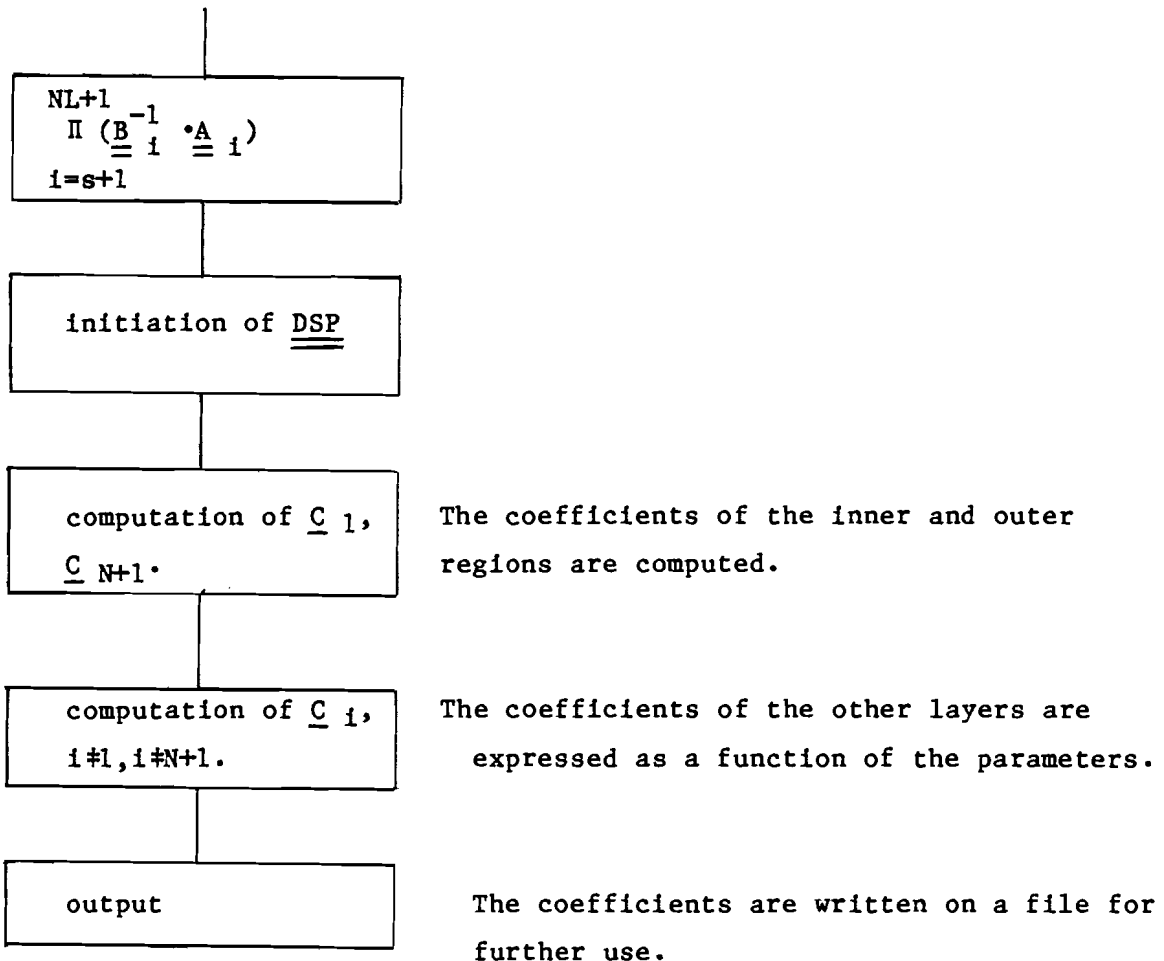 NL+1
Π (B⁻¹ i •A i)
i=s+1
initiation of DSP
computation of C 1,
C N+1.
The coefficients of the inner and outer
regions are computed.
computation of C i,
i≠1,i≠N+1.
The coefficients of the other layers are
expressed as a function of the parameters.
output
The coefficients are written on a file for
further use.